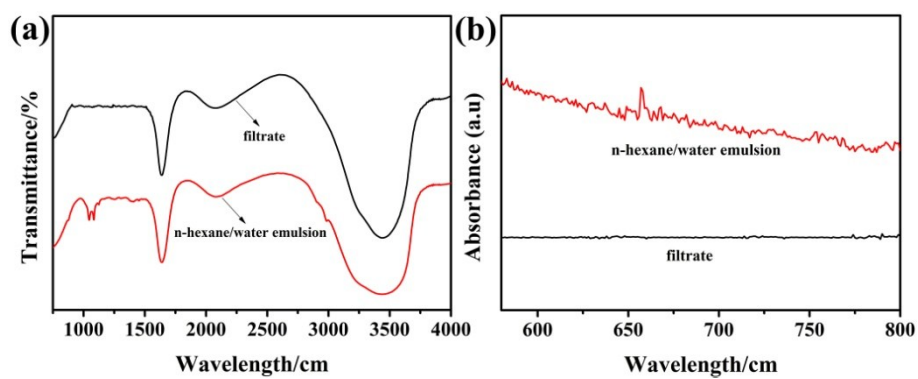 (a)
Transmittance/%
filtrate
n-hexane/water emulsion
1000 1500 2000 2500 3000 3500 4000
Wavelength/cm
(b)
Absorbance (a.u)
n-hexane/water emulsion
filtrate
600 650 700 750 800
Wavelength/cm